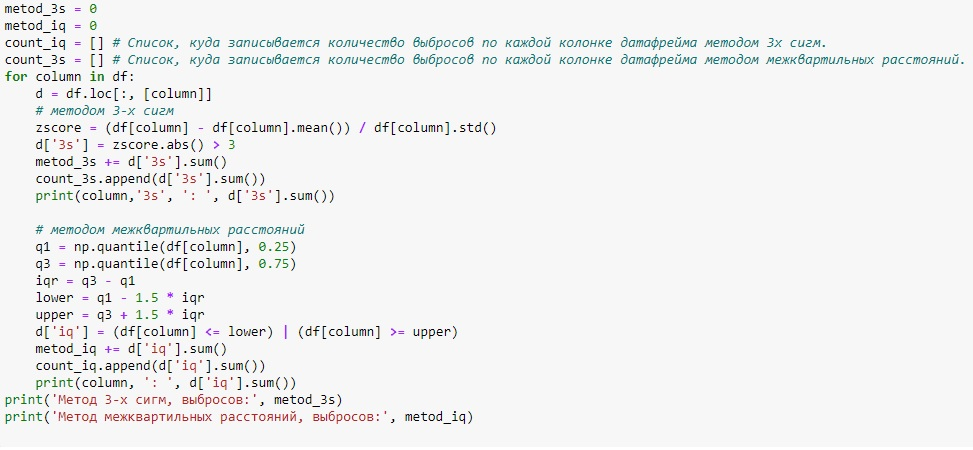 metod_3s = 0
metod_iq = 0
count_iq = [] # Список, куда записывается количество выбросов по каждой колонке датафрейма методом 3х сигм.
count_3s = [] # Список, куда записывается количество выбросов по каждой колонке датафрейма методом межквартильных расстояний.
for column in df:
    d = df.loc[:, [column]]
    # методом 3-х сигм
    zscore = (df[column] - df[column].mean()) / df[column].std()
    d['3s'] = zscore.abs() > 3
    metod_3s += d['3s'].sum()
    count_3s.append(d['3s'].sum())
    print(column,'3s', ': ', d['3s'].sum())

    # методом межквартильных расстояний
    q1 = np.quantile(df[column], 0.25)
    q3 = np.quantile(df[column], 0.75)
    iqr = q3 - q1
    lower = q1 - 1.5 * iqr
    upper = q3 + 1.5 * iqr
    d['iq'] = (df[column] <= lower) | (df[column] >= upper)
    metod_iq += d['iq'].sum()
    count_iq.append(d['iq'].sum())
    print(column, ': ', d['iq'].sum())
print('Метод 3-х сигм, выбросов:', metod_3s)
print('Метод межквартильных расстояний, выбросов:', metod_iq)